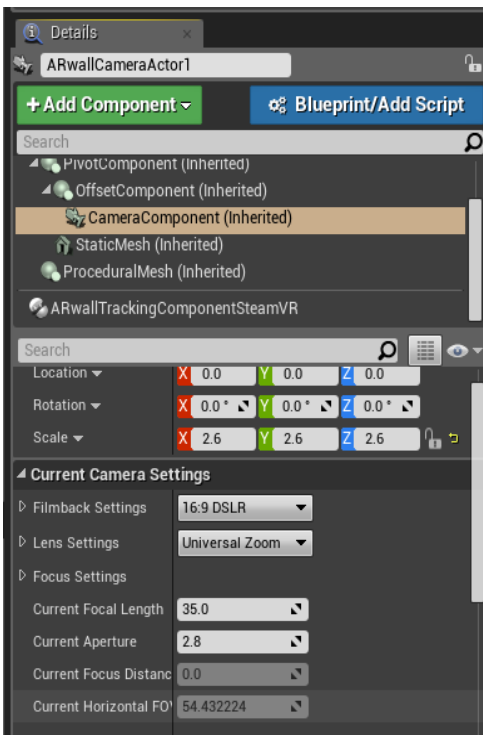 Details
ARwallCameraActor1
+ Add Component
Blueprint/Add Script
Search
PivotComponent (Inherited)
OffsetComponent (Inherited)
CameraComponent (Inherited)
StaticMesh (Inherited)
ProceduralMesh (Inherited)
ARwallTrackingComponentSteamVR
Search
Location X 0.0 Y 0.0 Z 0.0
Rotation X 0.0° Y 0.0° Z 0.0°
Scale X 2.6 Y 2.6 Z 2.6
Current Camera Settings
Filmback Settings 16:9 DSLR
Lens Settings Universal Zoom
Focus Settings
Current Focal Length 35.0
Current Aperture 2.8
Current Focus Distanc 0.0
Current Horizontal FOV 54.432224